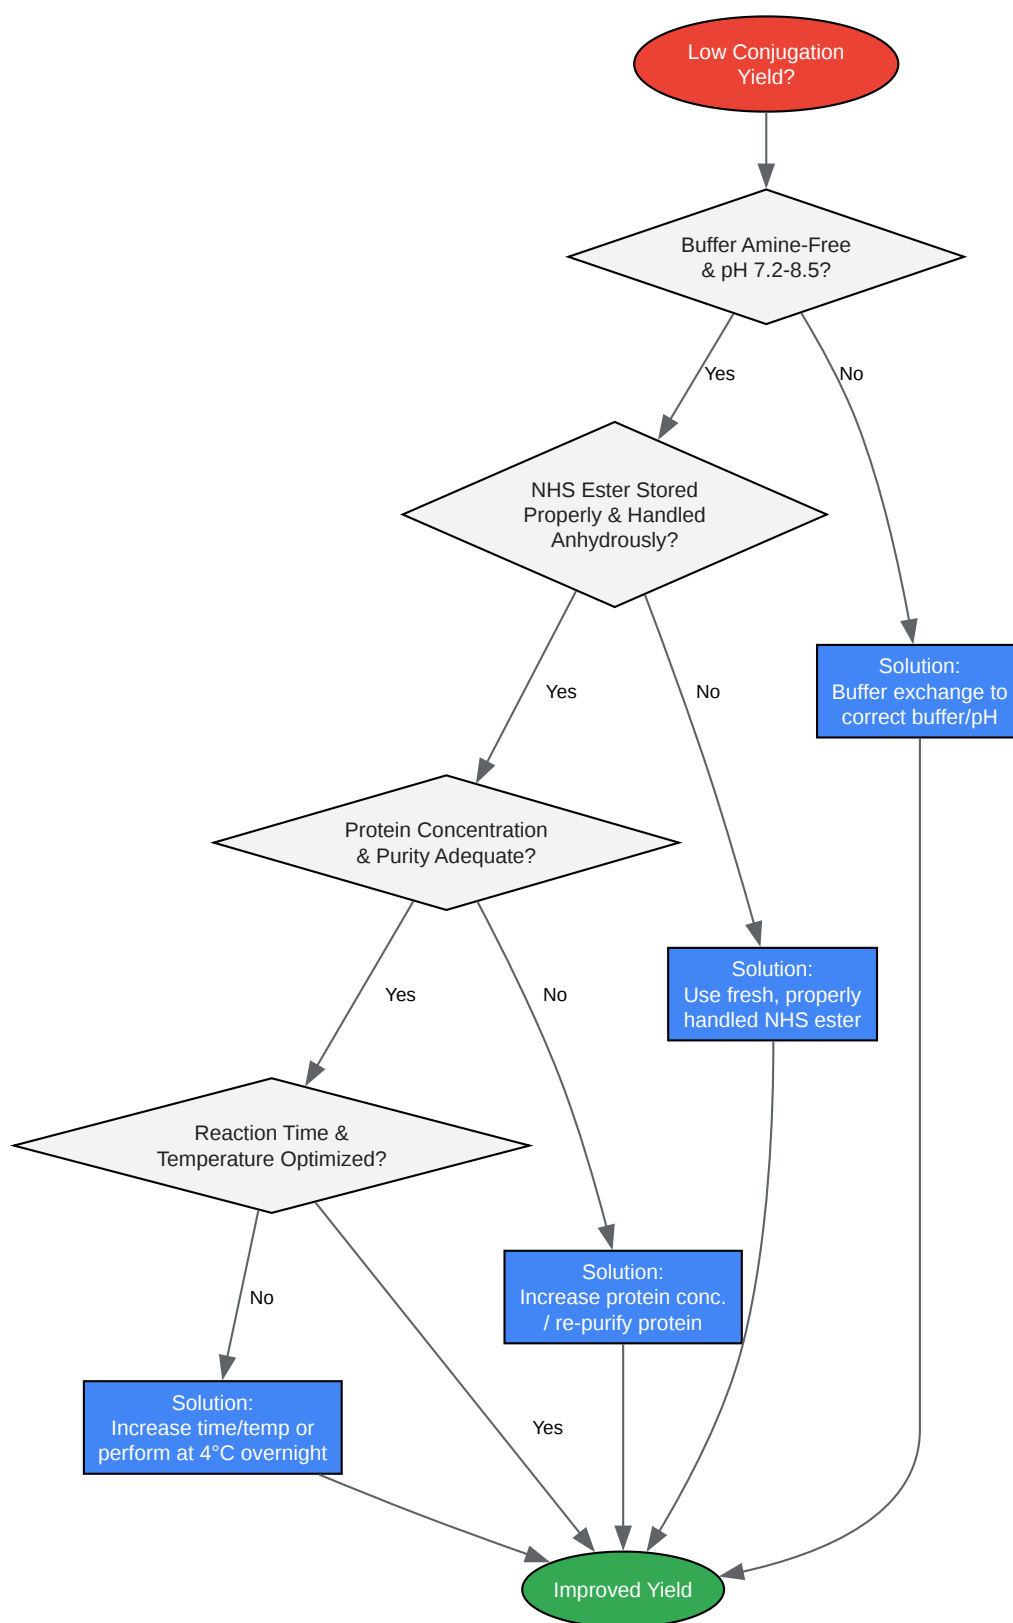 Low Conjugation
Yield?
Buffer Amine-Free
& pH 7.2-8.5?
Yes
No
NHS Ester Stored
Properly & Handled
Anhydrously?
Solution:
Buffer exchange to
correct buffer/pH
Yes
No
Protein Concentration
& Purity Adequate?
Solution:
Use fresh, properly
handled NHS ester
Yes
No
Reaction Time &
Temperature Optimized?
Solution:
Increase protein conc.
/ re-purify protein
No
Yes
Solution:
Increase time/temp or
perform at 4°C overnight
Improved Yield